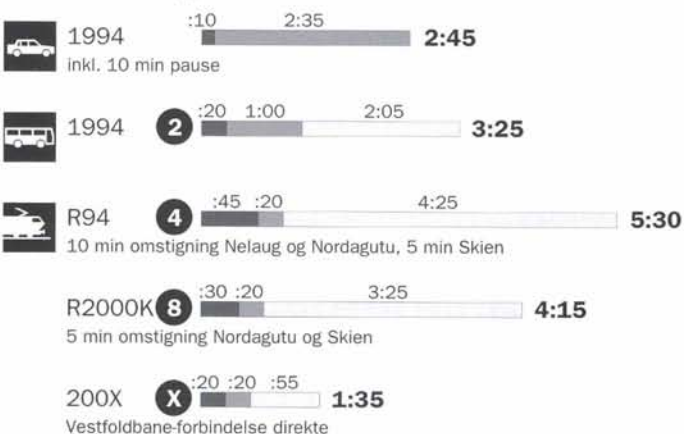 :10 2:35
1994 2:45
inkl. 10 min pause
:20 1:00 2:05
1994 2 3:25
:45 :20 4:25
R94 4 5:30
10 min omstigning Nelaug og Nordagutu, 5 min Skien
:30 :20 3:25
R2000K 8 4:15
5 min omstigning Nordagutu og Skien
:20 :20 :55
200X X 1:35
Vestfoldbane-forbindelse direkte